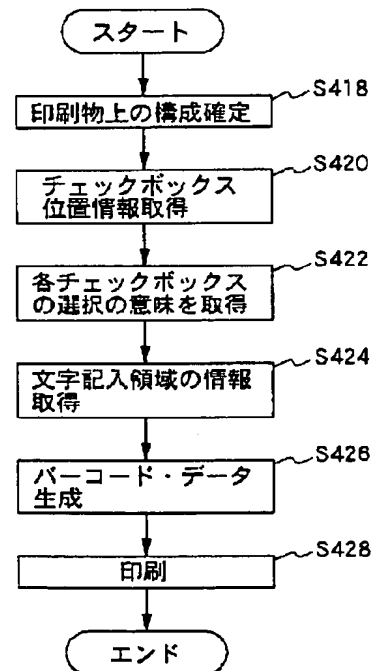 スタート
S418
印刷物上の構成確定
S420
チェックボックス
位置情報取得
S422
各チェックボックス
の選択の意味を取得
S424
文字記入領域の情報
取得
S426
バーコード・データ
生成
S428
印刷
エンド